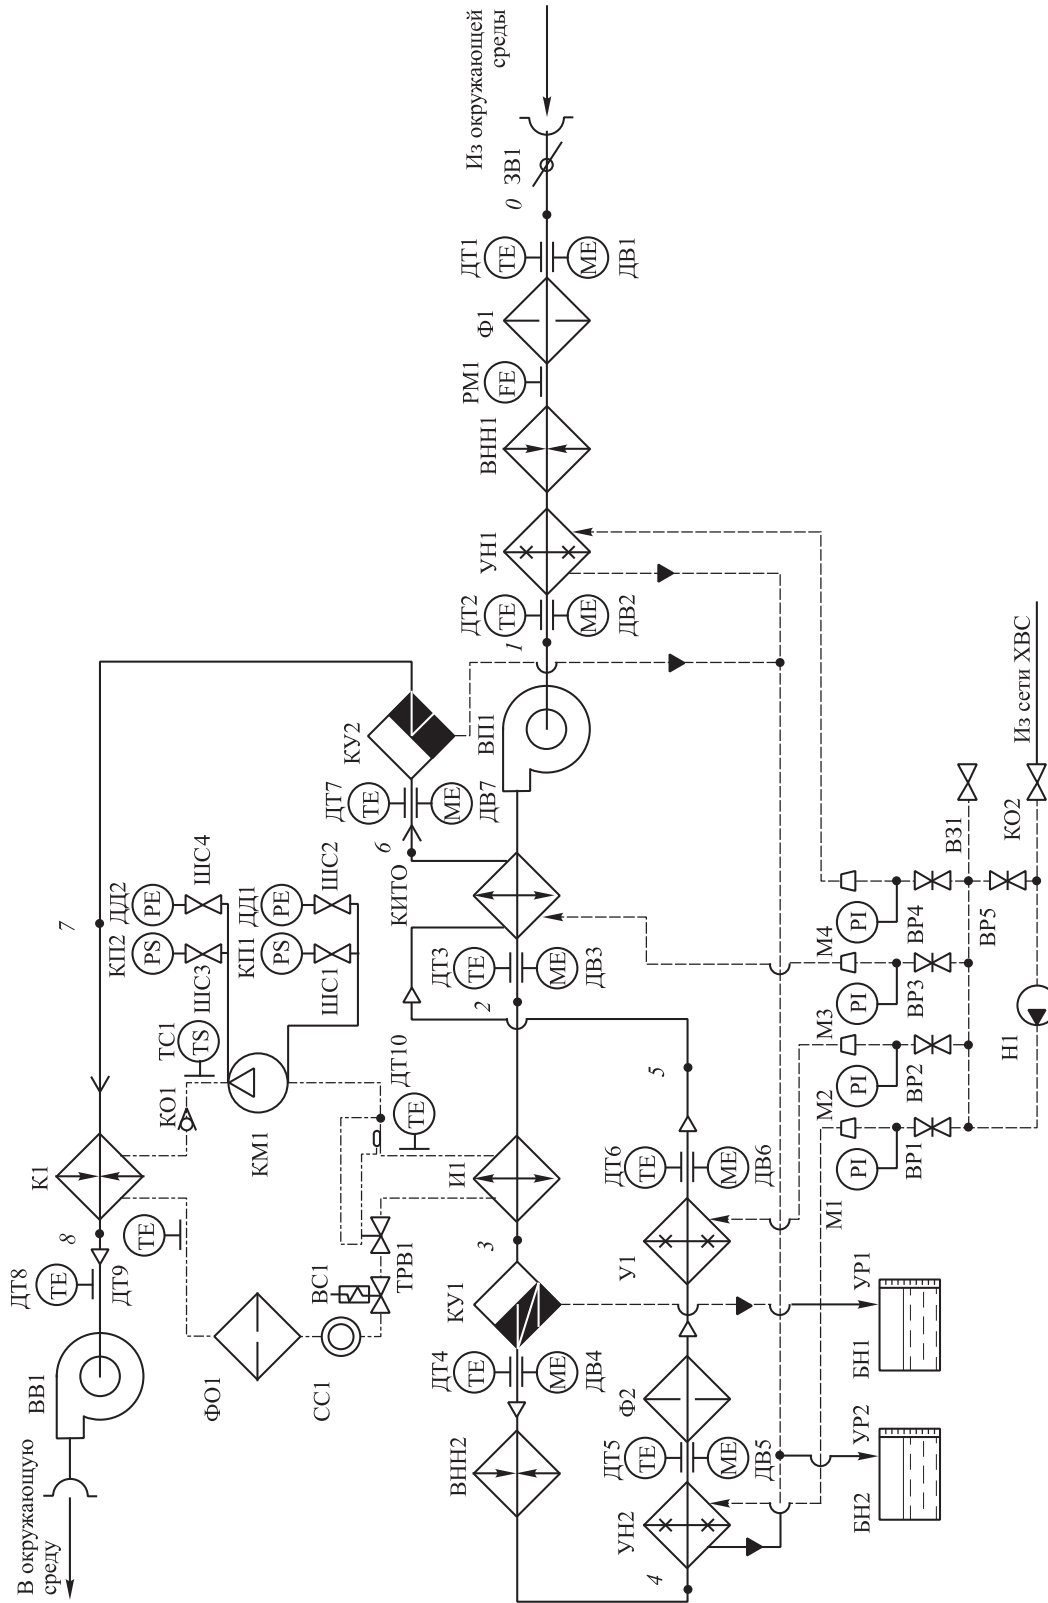 Из окружающей
среды
ЗВ1
0
ДТ1
TE
ME
ДВ1
Ф1
РМ1
FE
ВНН1
УН1
ДТ2
TE
ME
ДВ2
1
ВП1
КУ2
ДТ7
TE
ME
ДВ7
6
КИТО
7
ДД2
PE
ШС4
КП2
PS
ШС3
ДД1
PE
ШС2
КП1
PS
ШС1
ТС1
TS
КО1
КМ1
ДТ10
TE
ДТ3
TE
ME
ДВ3
2
И1
3
К1
8
ДТ8
TE
ДТ9
TE
ВВ1
В окружающую
среду
ФО1
СС1
ВС1
ТРВ1
КУ1
ДТ4
TE
ME
ДВ4
ВНН2
4
УН2
ДТ5
TE
ME
ДВ5
Ф2
У1
ДТ6
TE
ME
ДВ6
5
М4
PI
ВР4
М3
PI
ВР3
М2
PI
ВР2
М1
PI
ВР1
ВЗ1
ВР5
КО2
Н1
Из сети ХВС
УР1
БН1
УР2
БН2